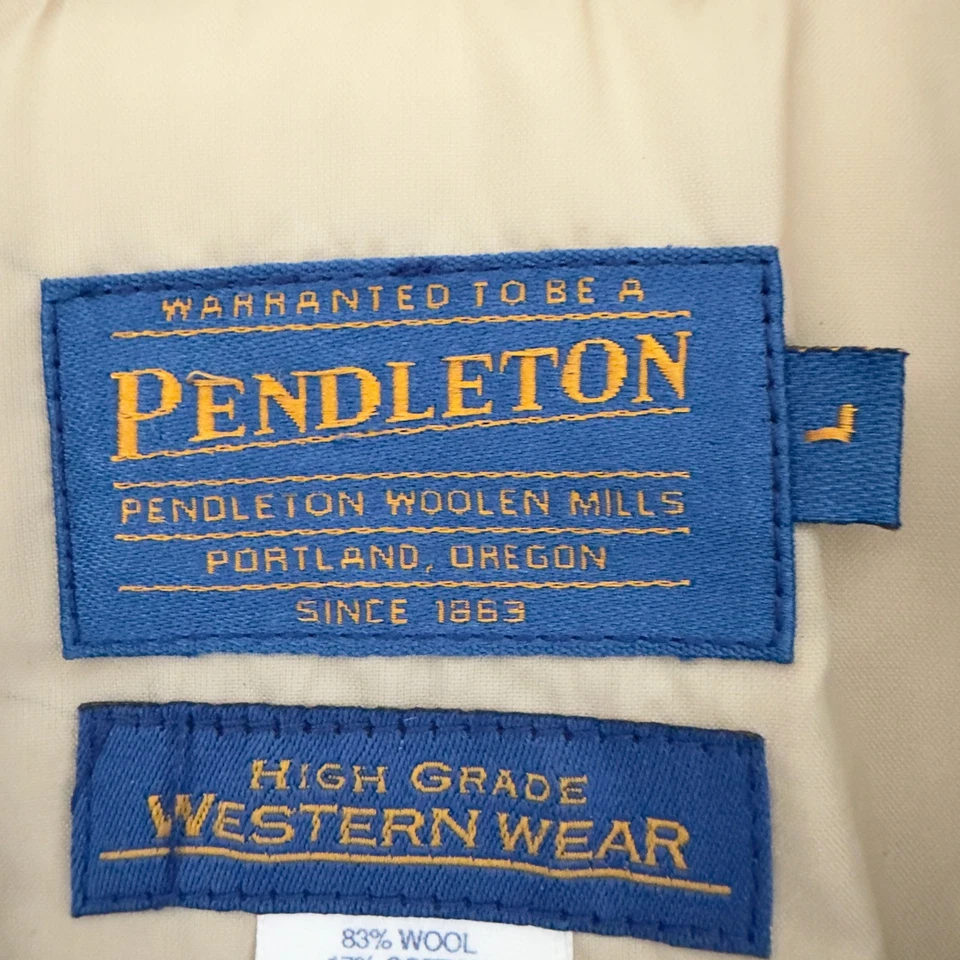 WARRANTED TO BE A
PENDLETON
L
PENDLETON WOOLEN MILLS
PORTLAND, OREGON
SINCE 1863
HIGH GRADE
WESTERN WEAR
83% WOOL